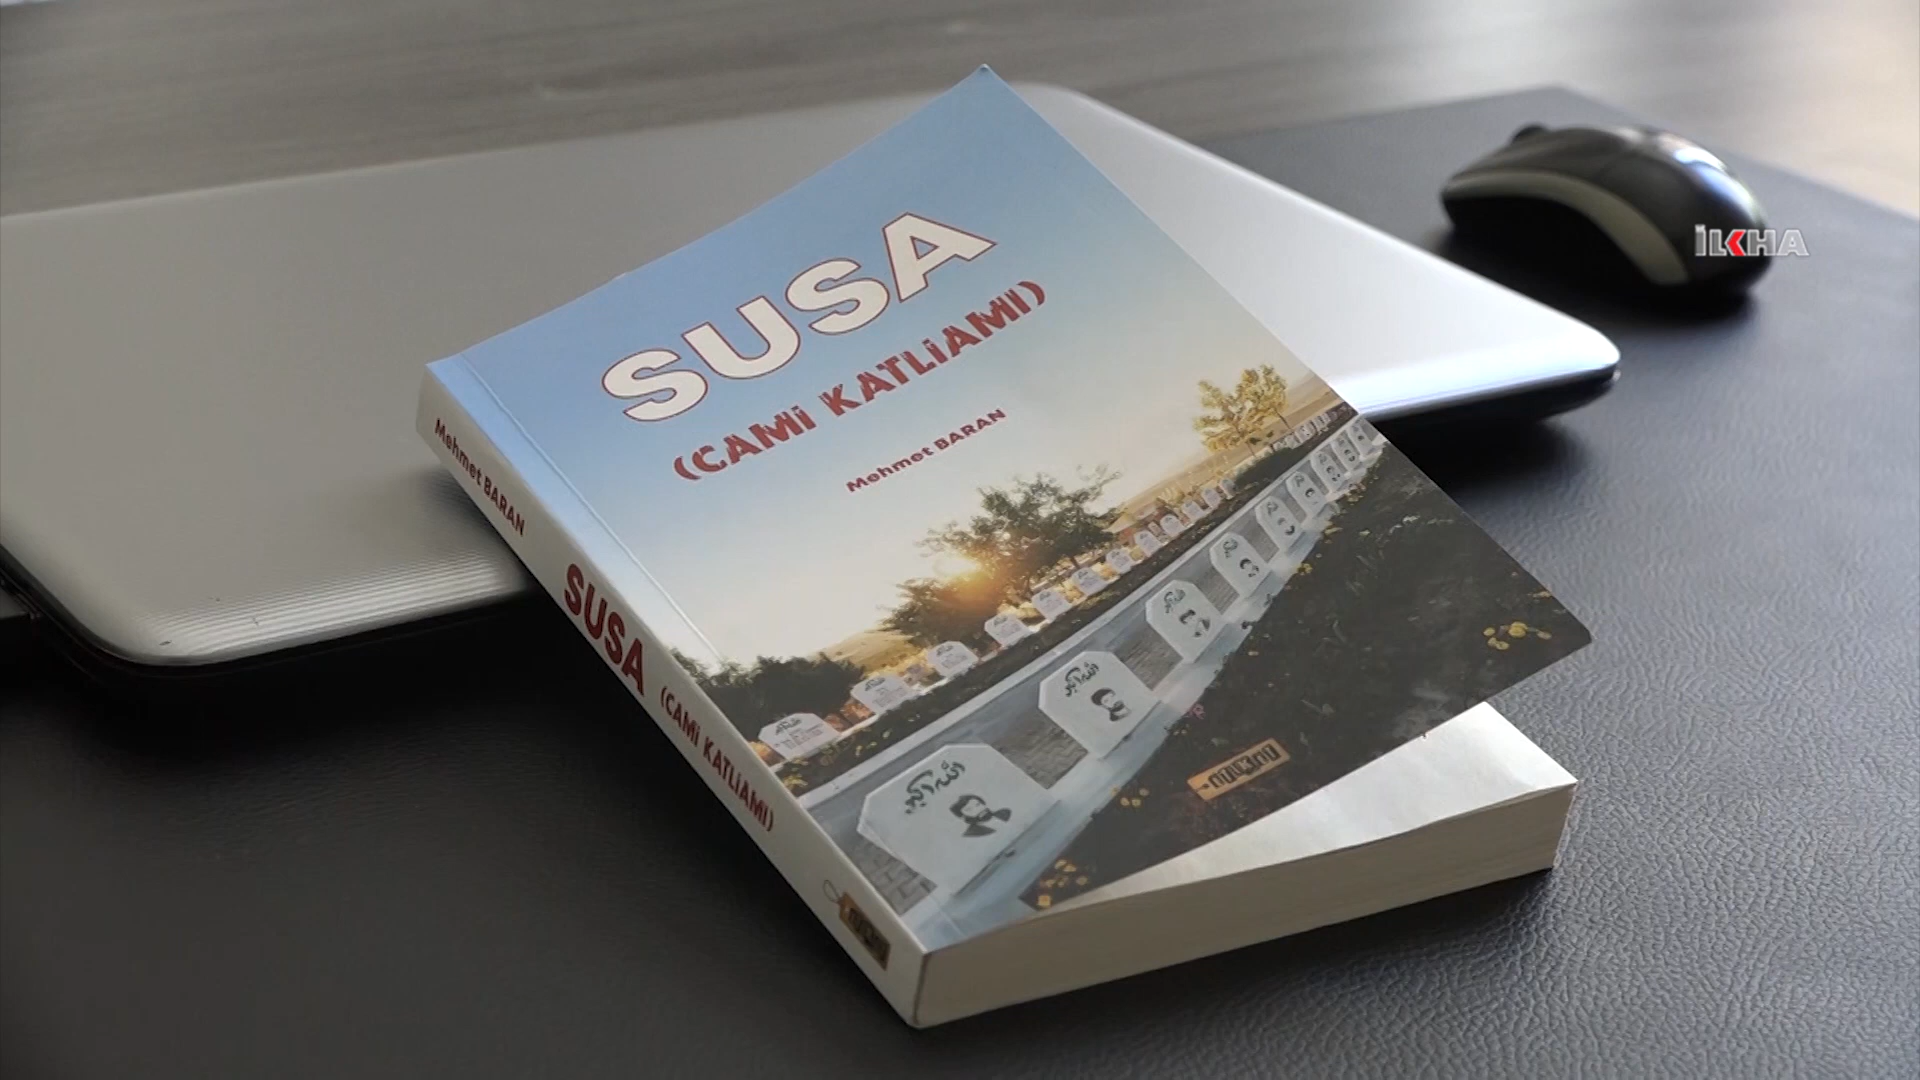 SUSA
(CAMİ KATLİAMI)
Mehmet BARAN
Mehmet BARAN
SUSA
(CAMİ KATLİAMI)
İLKHA